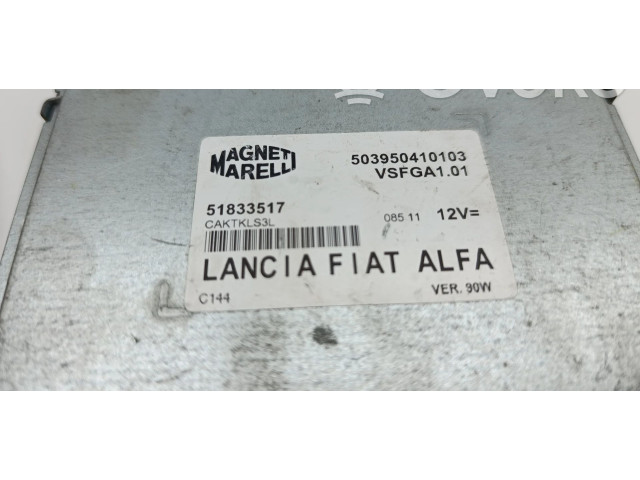 MAGNETI
MARELLI
503950410103
VSFGA1.01
51833517
CAKTKLS3L
085 11 12V=
LANCIA FIAT ALFA
C144
VER. 90W